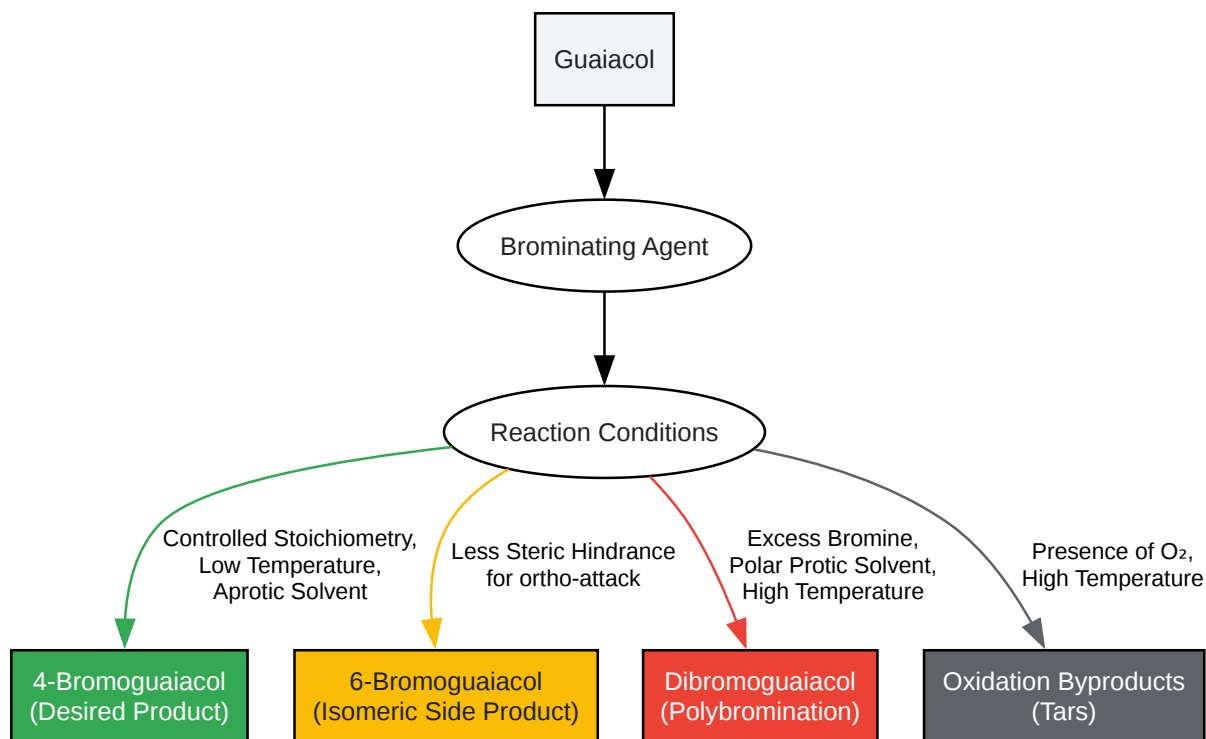 Guaiacol
Brominating Agent
Reaction Conditions
Controlled Stoichiometry,
Low Temperature,
Aprotic Solvent
Less Steric Hindrance
for ortho-attack
Excess Bromine,
Polar Protic Solvent,
High Temperature
Presence of O₂,
High Temperature
4-Bromoguaiacol
(Desired Product)
6-Bromoguaiacol
(Isomeric Side Product)
Dibromoguaiacol
(Polybromination)
Oxidation Byproducts
(Tars)